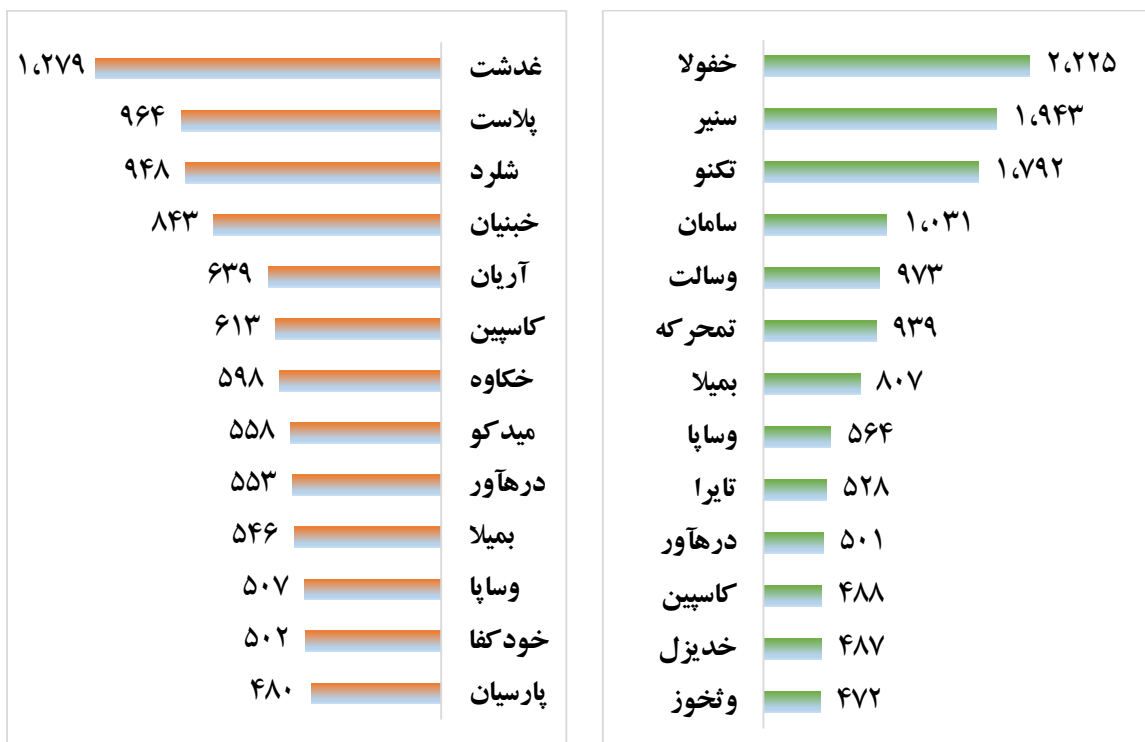 خفولا ۲،۲۲۵
سنیر ۱،۹۴۳
تکنو ۱،۷۹۲
سامان ۱،۰۳۱
وسالت ۹۷۳
تمحرکه ۹۳۹
بمیلا ۸۰۷
وساپا ۵۶۴
تایرا ۵۲۸
درهآور ۵۰۱
کاسپین ۴۸۸
خدیزل ۴۸۷
وثخوز ۴۷۲
غدشت ۱،۲۷۹
پلاست ۹۶۴
شلرد ۹۴۸
خبنیان ۸۴۳
آریان ۶۳۹
کاسپین ۶۱۳
خکاوه ۵۹۸
میدکو ۵۵۸
درهآور ۵۵۳
بمیلا ۵۴۶
وساپا ۵۰۷
خودکفا ۵۰۲
پارسیان ۴۸۰